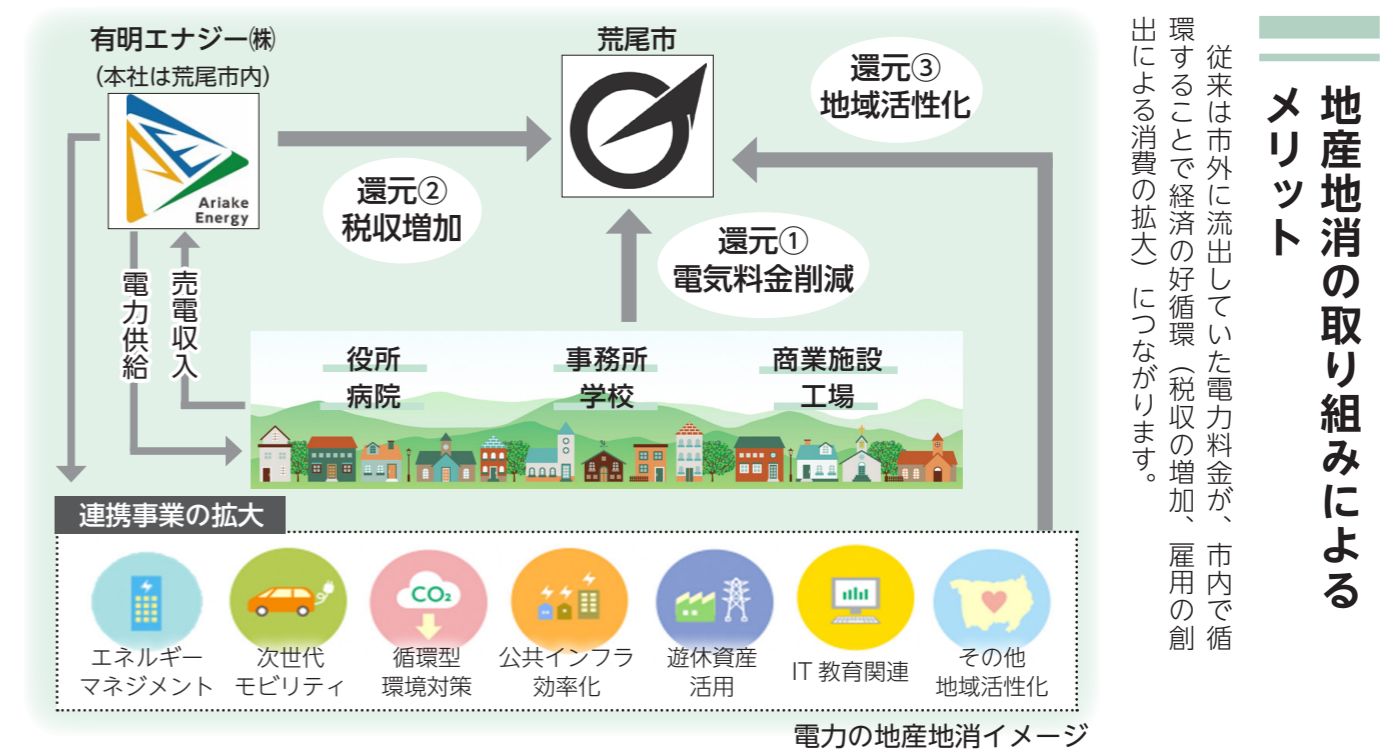 地産地消の取り組みによる
メリット
従来は市外に流出していた電力料金が、市内で循
環することで経済の好循環（税収の増加、雇用の創
出による消費の拡大）につながります。
有明エナジー㈱
(本社は荒尾市内)
Ariake
Energy
荒尾市
還元③
地域活性化
還元②
税収増加
還元①
電気料金削減
売電収入
電力供給
役所
病院
事務所
学校
商業施設
工場
連携事業の拡大
CO₂
エネルギー
マネジメント
次世代
モビリティ
循環型
環境対策
公共インフラ
効率化
遊休資産
活用
IT 教育関連
その他
地域活性化
電力の地産地消イメージ